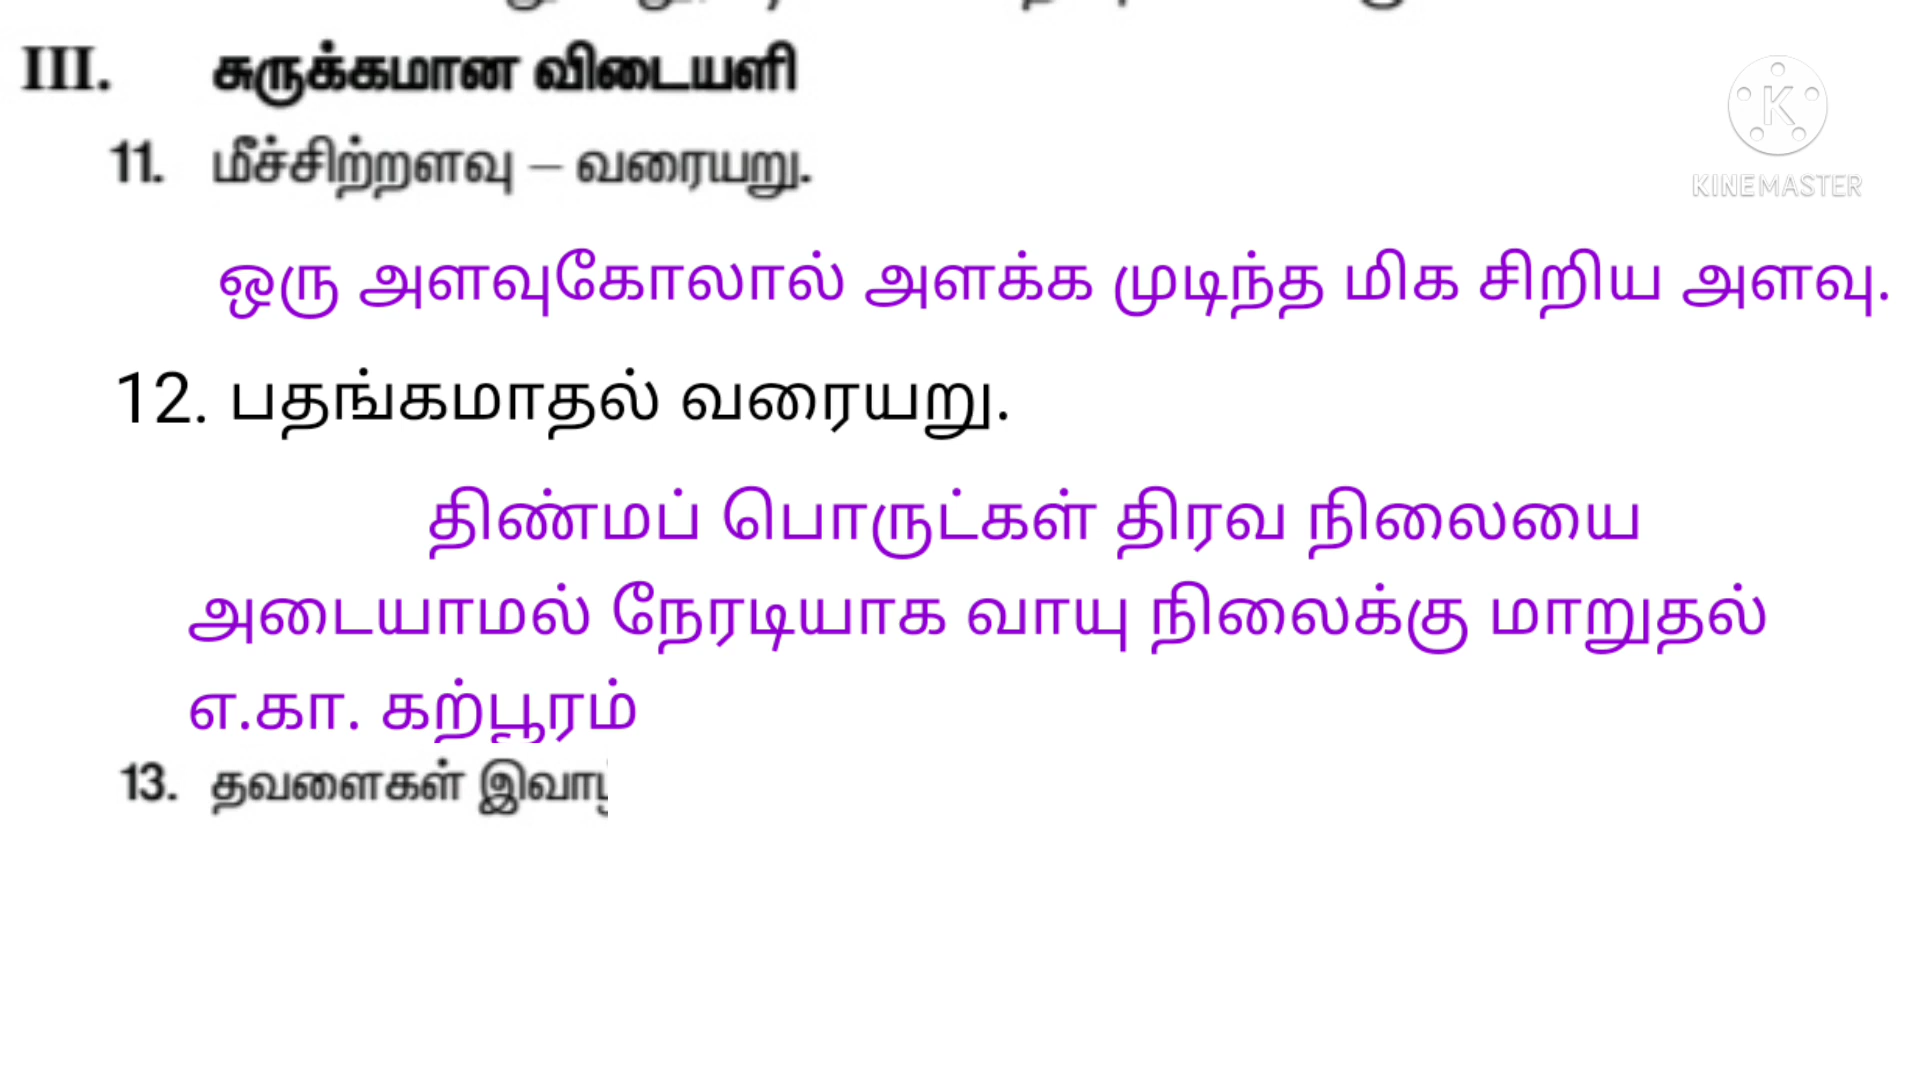 III. சுருக்கமான விடையளி
KINEMASTER
11. மீச்சிற்றளவு – வரையறு.
ஒரு அளவுகோலால் அளக்க முடிந்த மிக சிறிய அளவு.
12. பதங்கமாதல் வரையறு.
திண்மப் பொருட்கள் திரவ நிலையை
அடையாமல் நேரடியாக வாயு நிலைக்கு மாறுதல்
எ.கா. கற்பூரம்
13. தவளைகள்